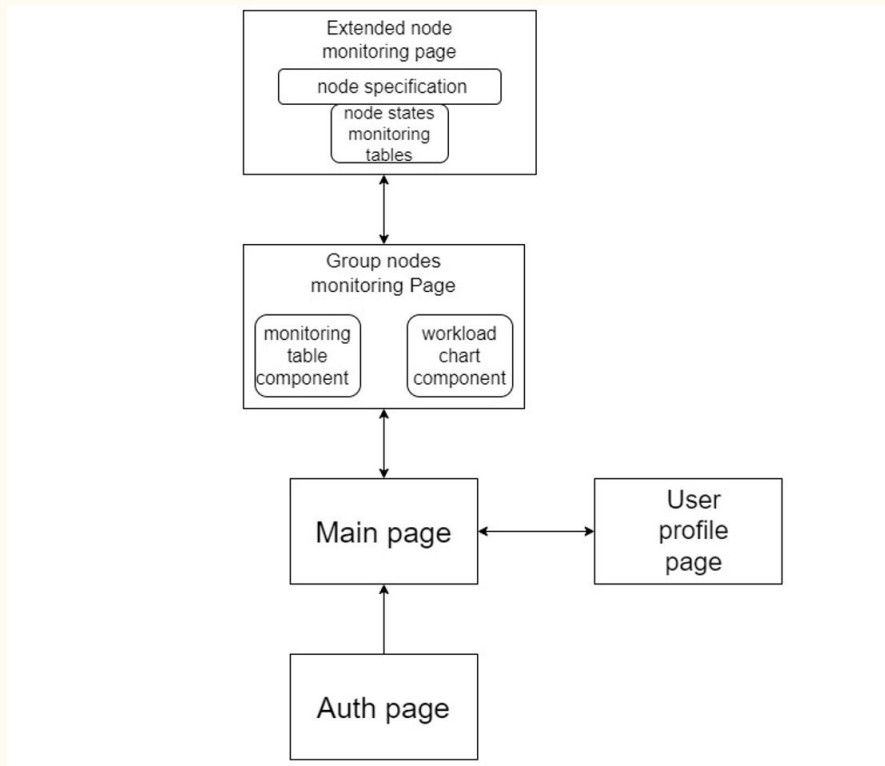 Extended node
monitoring page
node specification
node states
monitoring
tables
Group nodes
monitoring Page
monitoring
table
component
workload
chart
component
Main page
User
profile
page
Auth page